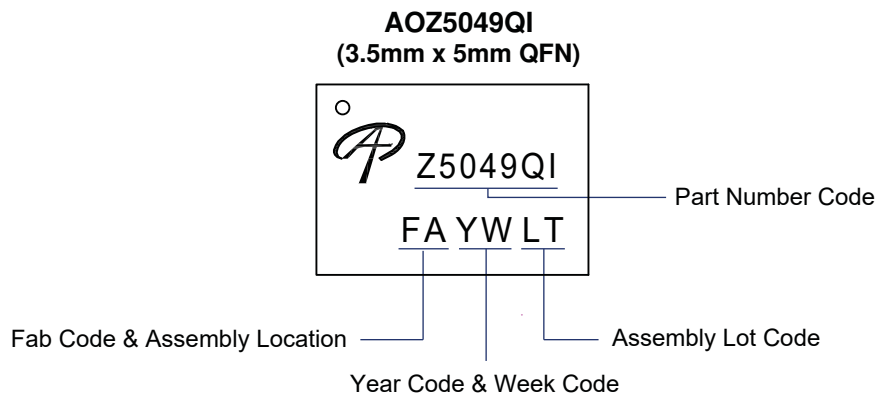 AOZ5049QI
(3.5mm x 5mm QFN)
Z5049QI
Part Number Code
FA YW LT
Fab Code & Assembly Location
Assembly Lot Code
Year Code & Week Code